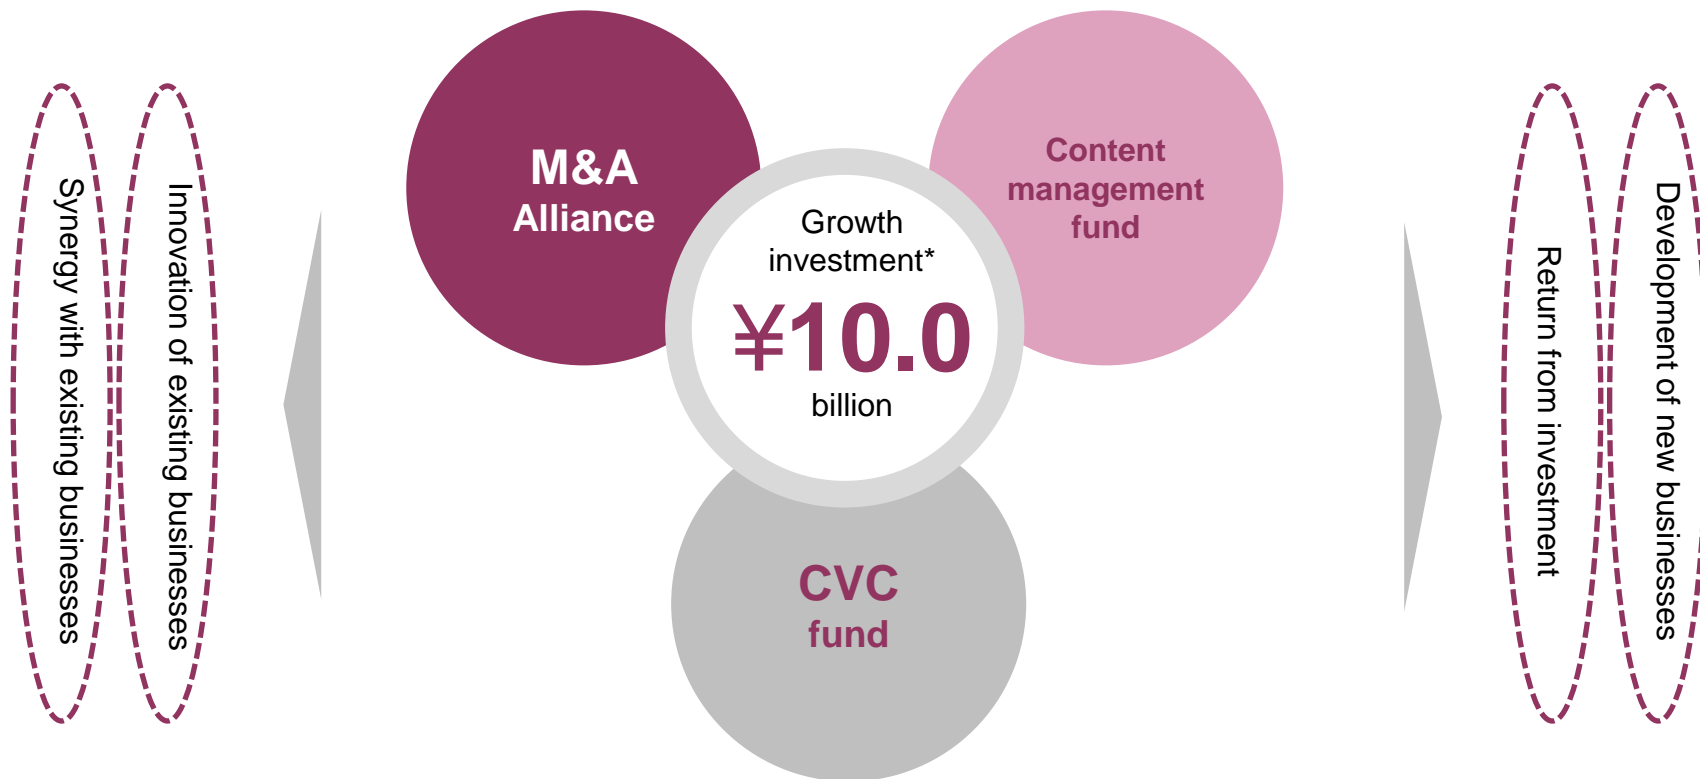 Synergy with existing businesses
Innovation of existing businesses
M&A
Alliance
Growth
investment*
¥10.0
billion
Content
management
fund
CVC
fund
Return from investment
Development of new businesses